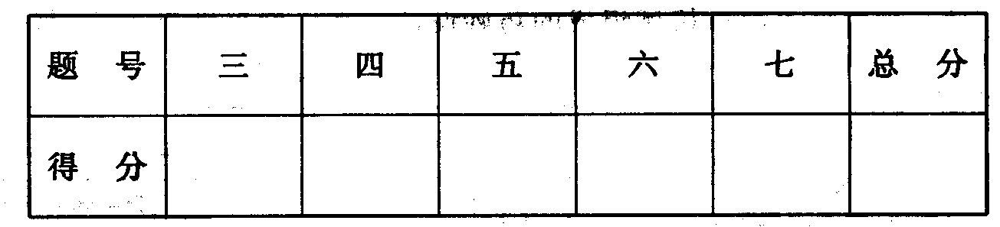 题 号 三 四 五 六 七 总 分
得 分